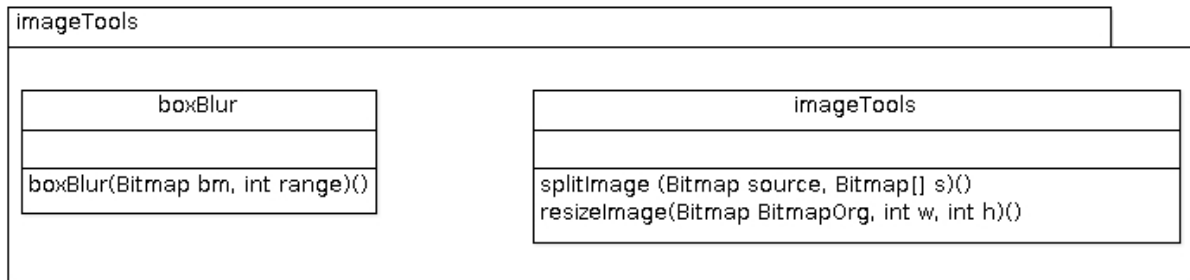 imageTools
boxBlur
boxBlur(Bitmap bm, int range)()
imageTools
splitImage (Bitmap source, Bitmap[] s)()
resizeImage(Bitmap BitmapOrg, int w, int h)()